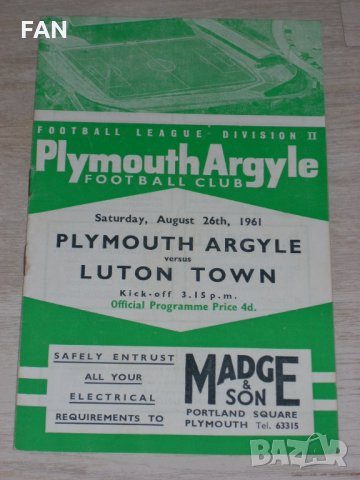 FAN
FOOTBALL LEAGUE - DIVISION II
Plymouth Argyle
FOOTBALL CLUB
Saturday, August 26th, 1961
PLYMOUTH ARGYLE
versus
LUTON TOWN
Kick-off 3.15 p.m.
Official Programme Price 4d.
SAFELY ENTRUST
ALL YOUR
ELECTRICAL
REQUIREMENTS TO
MADGE
& SON
PORTLAND SQUARE
PLYMOUTH Tel. 63315
bazar